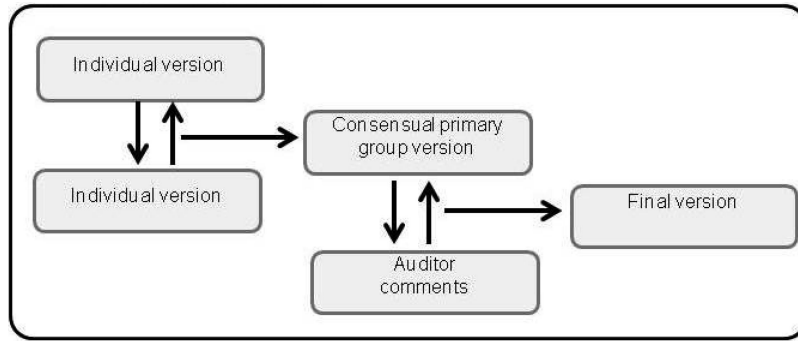 Individual version
Individual version
Consensual primary
group version
Auditor
comments
Final version